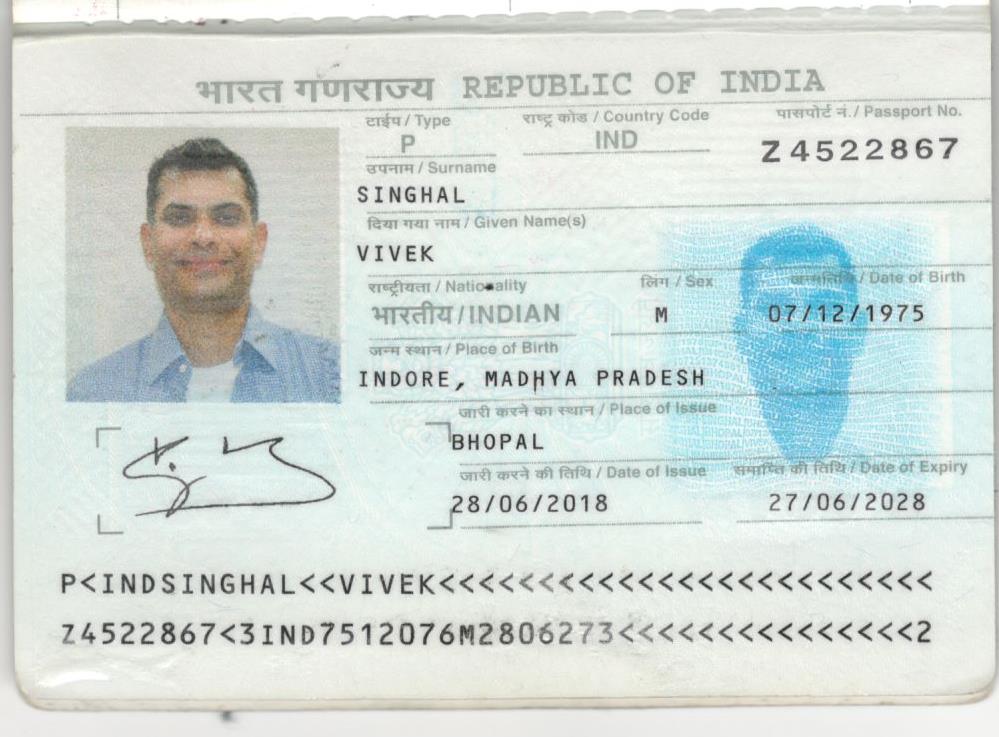 भारत गणराज्य REPUBLIC OF INDIA
टाईप / Type राष्ट्र कोड / Country Code पासपोर्ट नं. / Passport No.
P IND Z4522867
उपनाम / Surname
SINGHAL
दिया गया नाम / Given Name(s)
VIVEK
राष्ट्रीयता / Nationality लिंग / Sex जन्मतिथि / Date of Birth
भारतीय / INDIAN M 07/12/1975
जन्म स्थान / Place of Birth
INDORE, MADHYA PRADESH
जारी करने का स्थान / Place of Issue
BHOPAL
जारी करने की तिथि / Date of Issue समाप्ति की तिथि / Date of Expiry
28/06/2018 27/06/2028
P<INDSINGHAL<<VIVEK<<<<<<<<<<<<<<<<<<<<<<<<<
Z4522867<3IND7512076M2806273<<<<<<<<<<<<<<<2